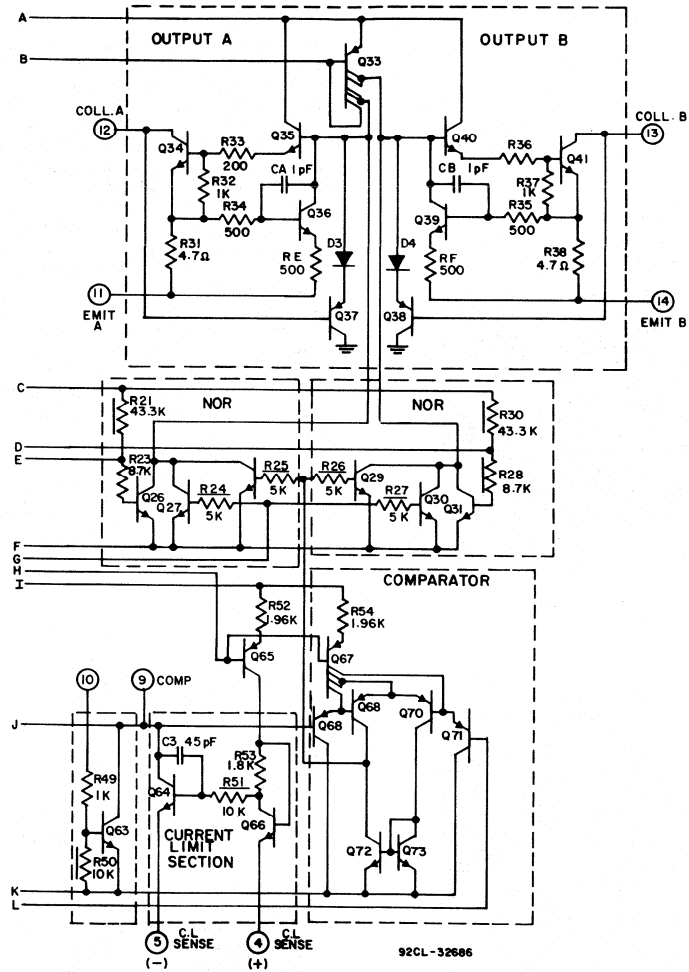 A
OUTPUT A
OUTPUT B
B
Q33
COLL.A
12
COLL. B
13
Q34
R33
200
Q35
Q40
R36
Q41
CA 1pF
CB 1pF
R32
1K
R37
1K
R34
500
Q36
Q39
R35
500
R31
4.7Ω
RE
500
D3
D4
RF
500
R38
4.7Ω
11
EMIT
A
14
EMIT B
Q37
Q38
C
R21
43.3K
NOR
NOR
R30
43.3K
D
E
R23
8.7K
R25
5K
R26
5K
Q29
R28
8.7K
Q26
Q27
R24
5K
R27
5K
Q30
Q31
F
G
H
I
COMPARATOR
R52
1.96K
R54
1.96K
Q65
Q67
10
9
COMP
J
Q68
Q68
Q70
Q71
C3
45pF
R53
1.8K
R49
1K
Q64
R51
10K
Q63
Q66
CURRENT
LIMIT
SECTION
Q72
Q73
R50
10K
K
L
5
C.L
SENSE
(−)
4
C.L
SENSE
(+)
92CL-32686